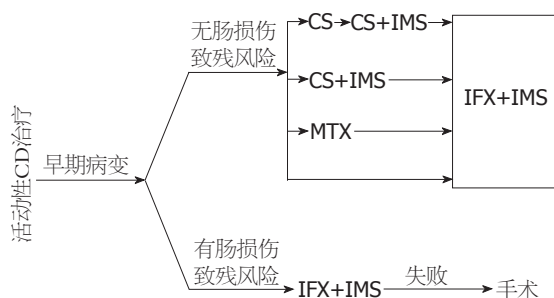 活动性CD治疗
早期病变
无肠损伤
致残风险
CS CS+IMS
CS+IMS
MTX
IFX+IMS
有肠损伤
致残风险
IFX+IMS
失败
手术